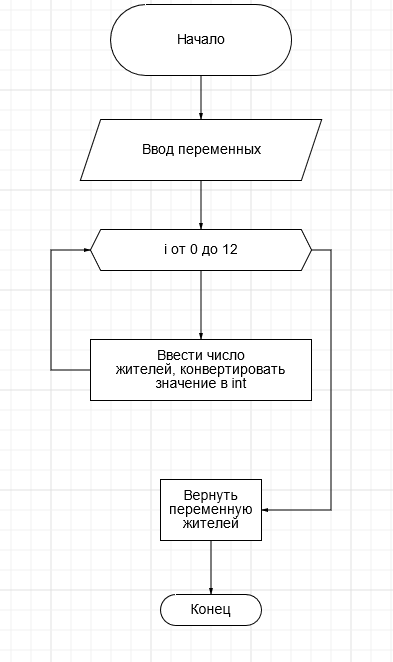 Начало
Ввод переменных
i от 0 до 12
Ввести число
жителей, конвертировать
значение в int
Вернуть
переменную
жителей
Конец